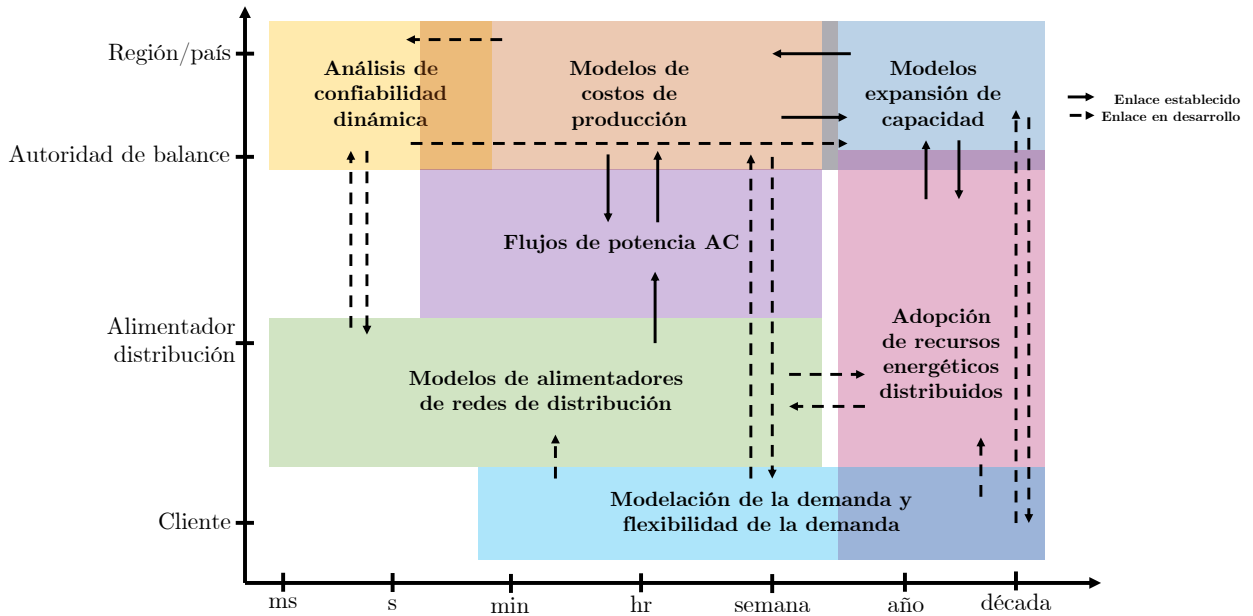 Región/país
Autoridad de balance
Alimentador
distribución
Cliente
Análisis de
confiabilidad
dinámica
Modelos de
costos de
producción
Modelos
expansión de
capacidad
Enlace establecido
Enlace en desarrollo
Flujos de potencia AC
Adopción
de recursos
energéticos
distribuidos
Modelos de alimentadores
de redes de distribución
Modelación de la demanda y
flexibilidad de la demanda
ms
s
min
hr
semana
año
década